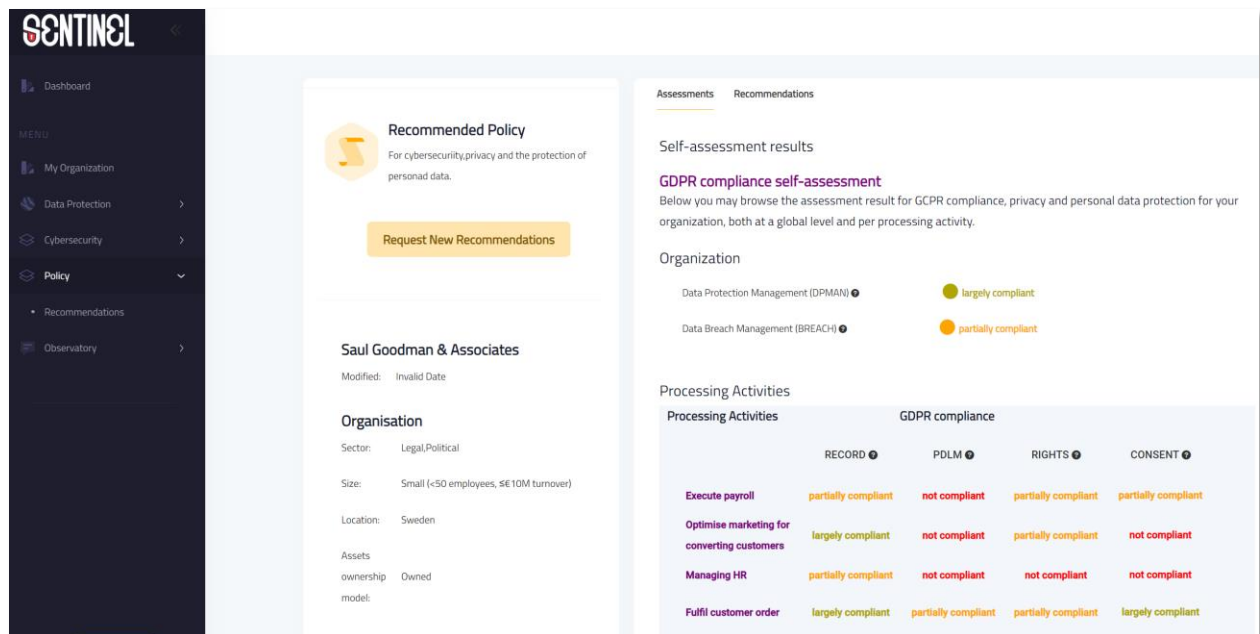 SENTINEL
Dashboard
MENU
My Organization
Data Protection
Cybersecurity
Policy
Recommendations
Observatory
Recommended Policy
For cybersecuriity,privacy and the protection of
personad data.
Request New Recommendations
Saul Goodman & Associates
Modified: Invalid Date
Organisation
Sector: Legal,Political
Size: Small (<50 employees, ≤€10M turnover)
Location: Sweden
Assets
ownership Owned
model:
Assessments Recommendations
Self-assessment results
GDPR compliance self-assessment
Below you may browse the assessment result for GCPR compliance, privacy and personal data protection for your
organization, both at a global level and per processing activity.
Organization
Data Protection Management (DPMAN) largely compliant
Data Breach Management (BREACH) partially compliant
Processing Activities
Processing Activities GDPR compliance
RECORD PDLM RIGHTS CONSENT
Execute payroll partially compliant not compliant partially compliant partially compliant
Optimise marketing for
converting customers largely compliant not compliant partially compliant not compliant
Managing HR partially compliant not compliant not compliant not compliant
Fulfil customer order largely compliant partially compliant partially compliant largely compliant